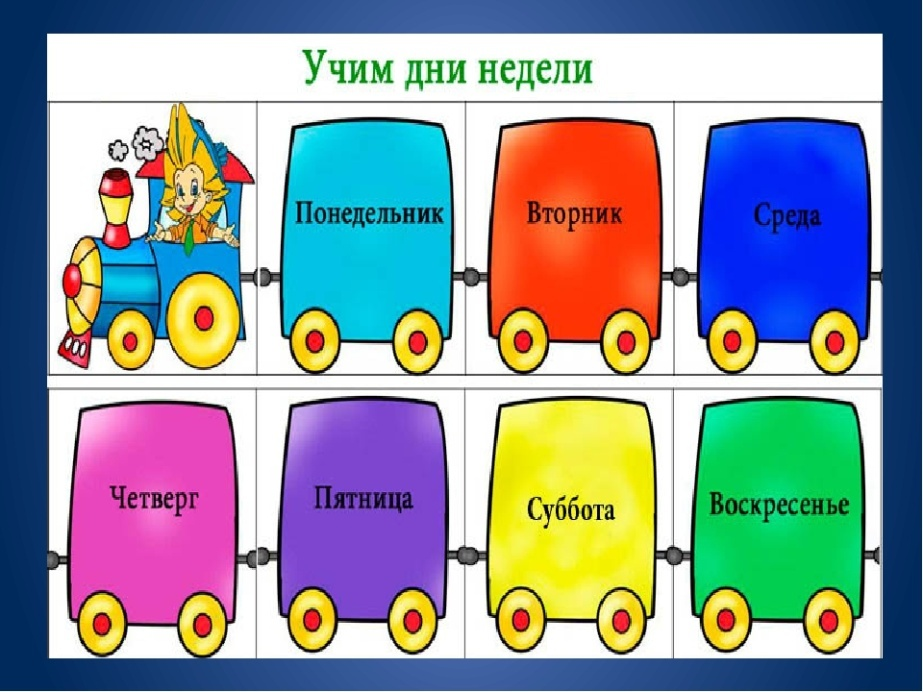 Учим дни недели
Понедельник
Вторник
Среда
Четверг
Пятница
Суббота
Воскресенье